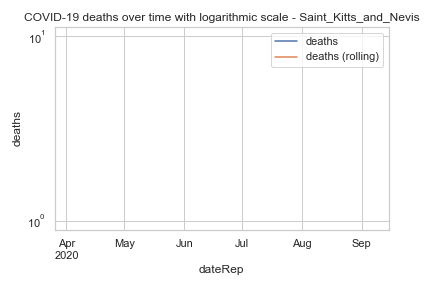 COVID-19 deaths over time with logarithmic scale - Saint_Kitts_and_Nevis
10¹
deaths
deaths (rolling)
deaths
10⁰
Apr May Jun Jul Aug Sep
2020
dateRep